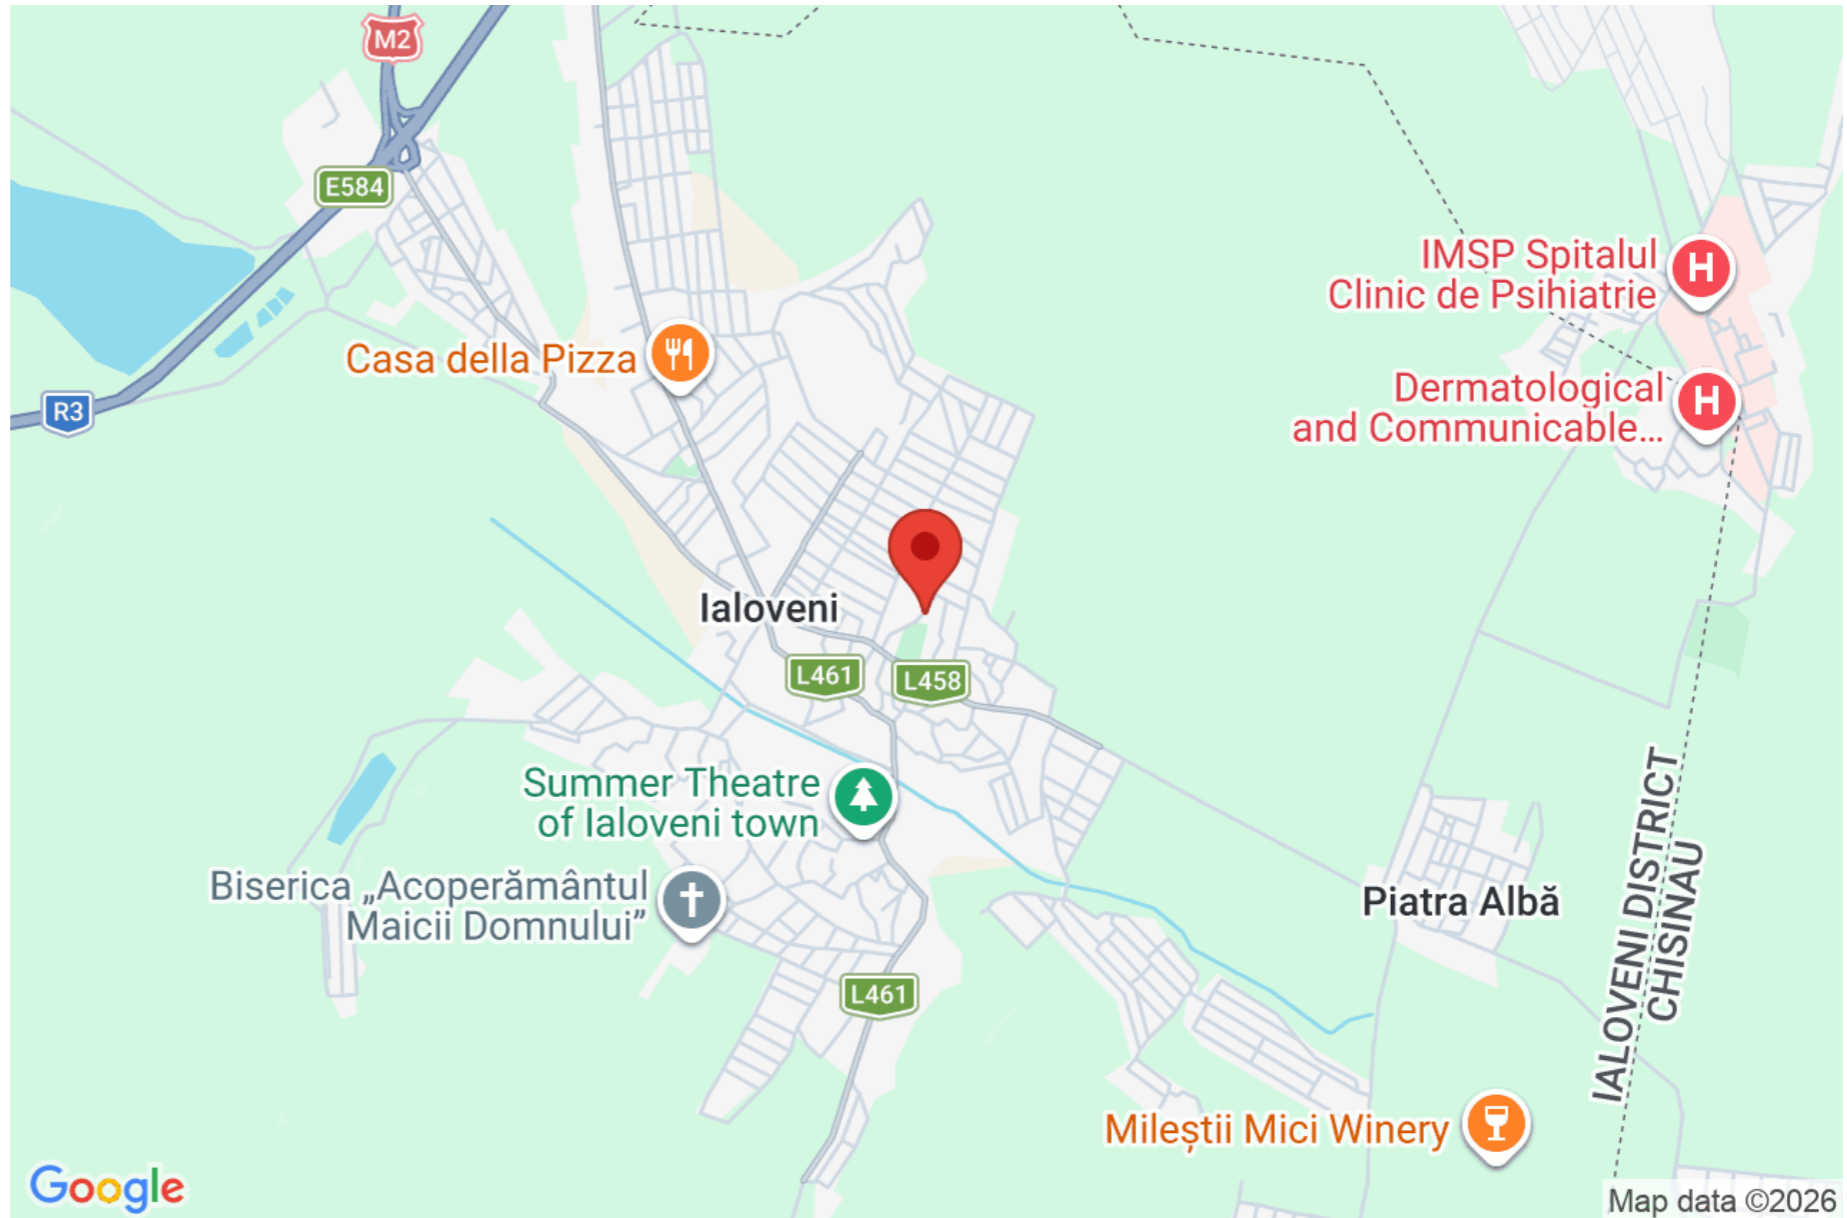 M2
E584
IMSP Spitalul
Clinic de Psihiatrie
Casa della Pizza
R3
Dermatological
and Communicable...
Ialoveni
L461
L458
Summer Theatre
of Ialoveni town
Biserica „Acoperământul
Maicii Domnului”
Piatra Albă
IALOVENI DISTRICT
CHISINAU
L461
Mileștii Mici Winery
Google
Map data ©2026